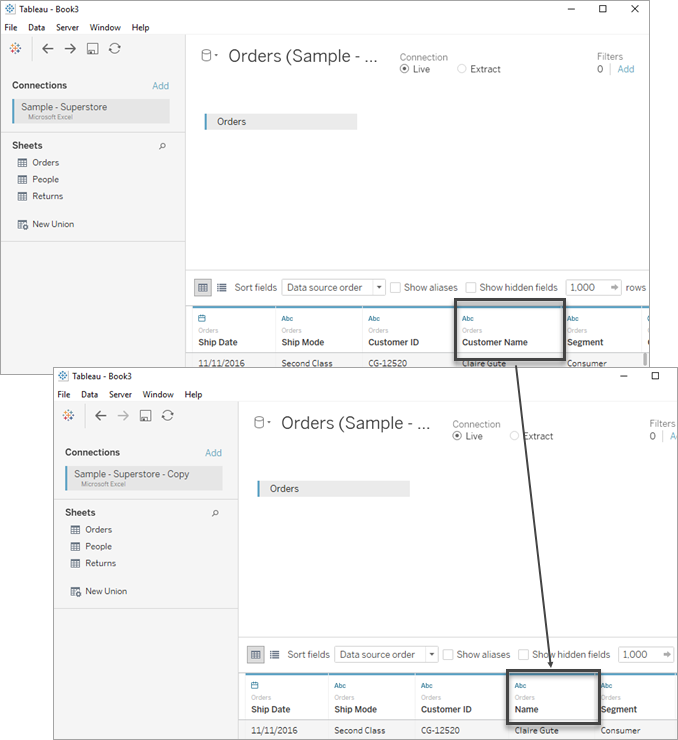 Tableau - Book3
File Data Server Window Help
Connections Add
Sample - Superstore
Microsoft Excel
Sheets
Orders
People
Returns
New Union
Orders (Sample - ...
Connection
Live Extract
Filters
0 Add
Orders
Sort fields Data source order Show aliases Show hidden fields 1,000 rows
Abc Abc Abc Abc
Orders Orders Orders Orders Orders
Ship Date Ship Mode Customer ID Customer Name Segment
11/11/2016 Second Class CG-12520 Claire Gute Consumer
Tableau - Book3
File Data Server Window Help
Connections Add
Sample - Superstore - Copy
Microsoft Excel
Sheets
Orders
People
Returns
New Union
Orders (Sample - ...
Connection
Live Extract
Filters
0
Orders
Sort fields Data source order Show aliases Show hidden fields 1,000
Abc Abc Abc Abc
Orders Orders Orders Orders Orders
Ship Date Ship Mode Customer ID Name Segment
11/11/2016 Second Class CG-12520 Claire Gute Consumer